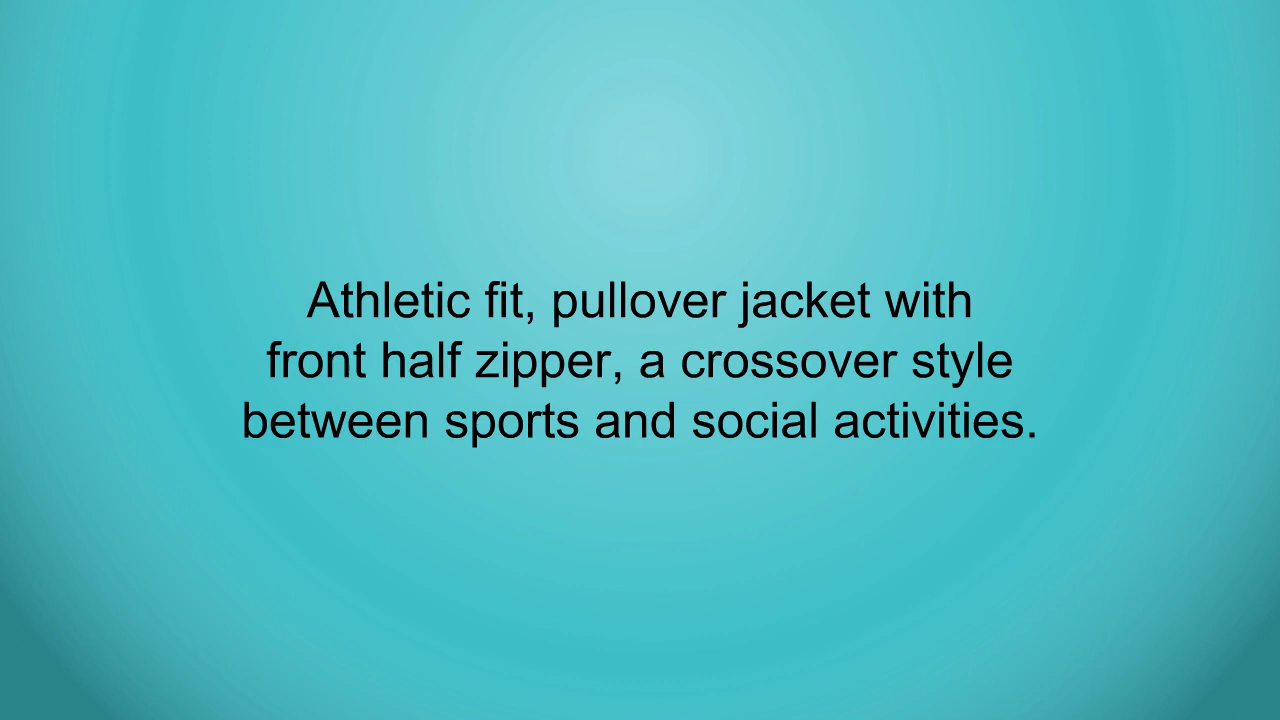 Athletic fit, pullover jacket with
front half zipper, a crossover style
between sports and social activities.